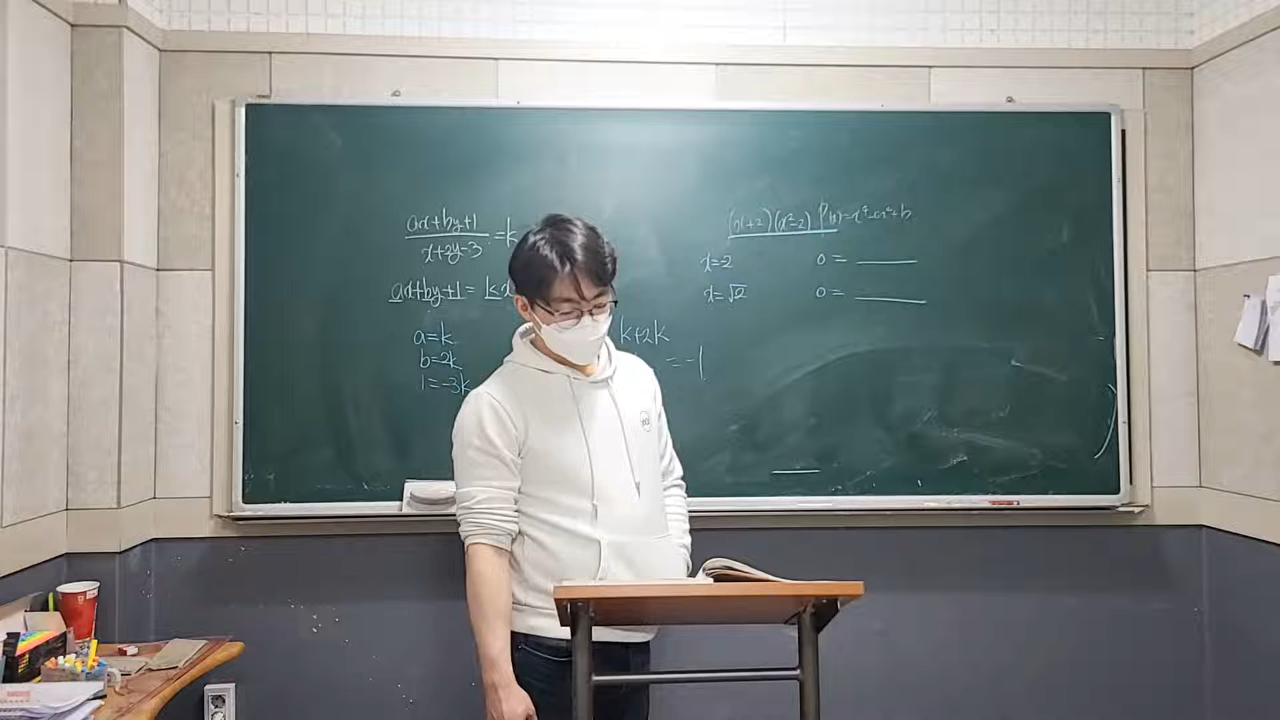 ax+by+1
x+2y-3 =k
ax+by+1= kx
a=k
b=2k
1=-3k
k+2k
=-1
(x+2)(x²-2) P(x)=x⁴-ax²+b
x=-2 0=
x=√2 0=